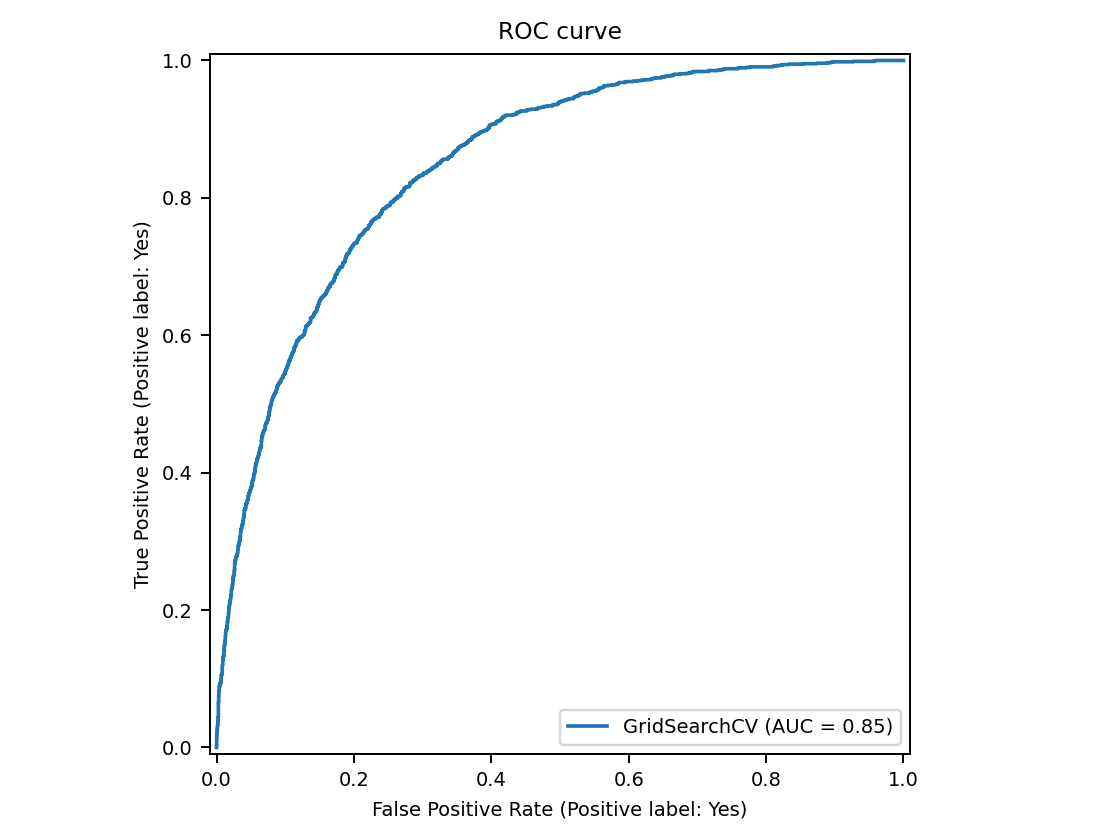 ROC curve
1.0
0.8
0.6
0.4
0.2
0.0
True Positive Rate (Positive label: Yes)
GridSearchCV (AUC = 0.85)
0.0 0.2 0.4 0.6 0.8 1.0
False Positive Rate (Positive label: Yes)